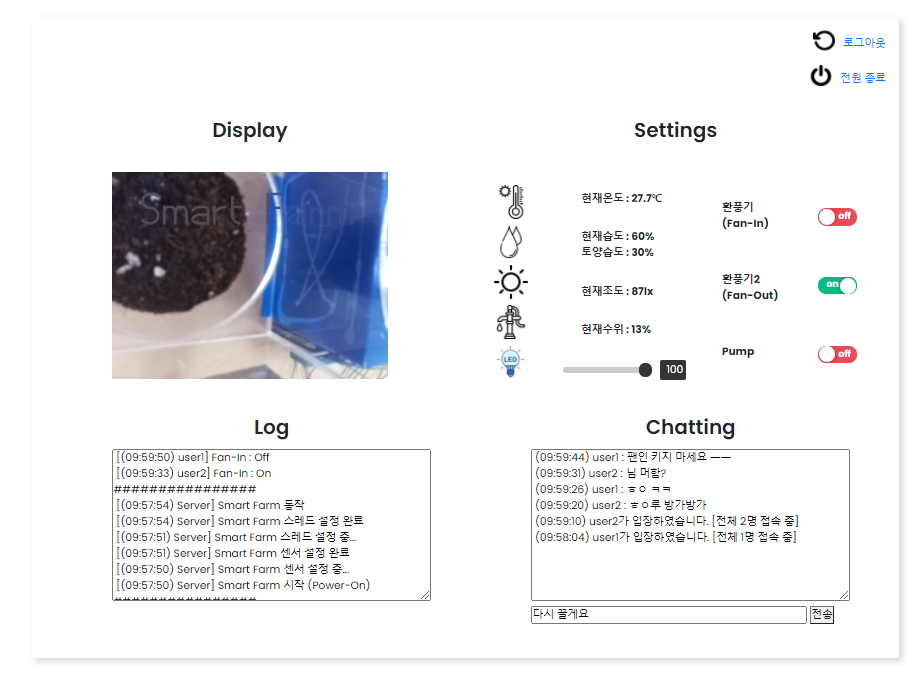 로그아웃
전원 종료
Display
Settings
Smart Farm
현재온도 : 27.7℃
현재습도 : 60%
토양습도 : 30%
현재조도 : 87lx
현재수위 : 13%
LED
100
환풍기
(Fan-In)
off
환풍기2
(Fan-Out)
on
Pump
off
Log
[(09:59:50) user1] Fan-In : Off
[(09:59:33) user2] Fan-In : On
################
[(09:57:54) Server] Smart Farm 동작
[(09:57:54) Server] Smart Farm 스레드 설정 완료
[(09:57:51) Server] Smart Farm 스레드 설정 중...
[(09:57:51) Server] Smart Farm 센서 설정 완료
[(09:57:50) Server] Smart Farm 센서 설정 중...
[(09:57:50) Server] Smart Farm 시작 (Power-On)
################
Chatting
(09:59:44) user1 : 팬인 키지 마세요 ㅡㅡ
(09:59:31) user2 : 님 머함?
(09:59:26) user1 : ㅎㅇ ㅋㅋ
(09:59:20) user2 : ㅎㅇ루 방가방가
(09:59:10) user2가 입장하였습니다. [전체 2명 접속 중]
(09:58:04) user1가 입장하였습니다. [전체 1명 접속 중]
다시 끌게요
전송